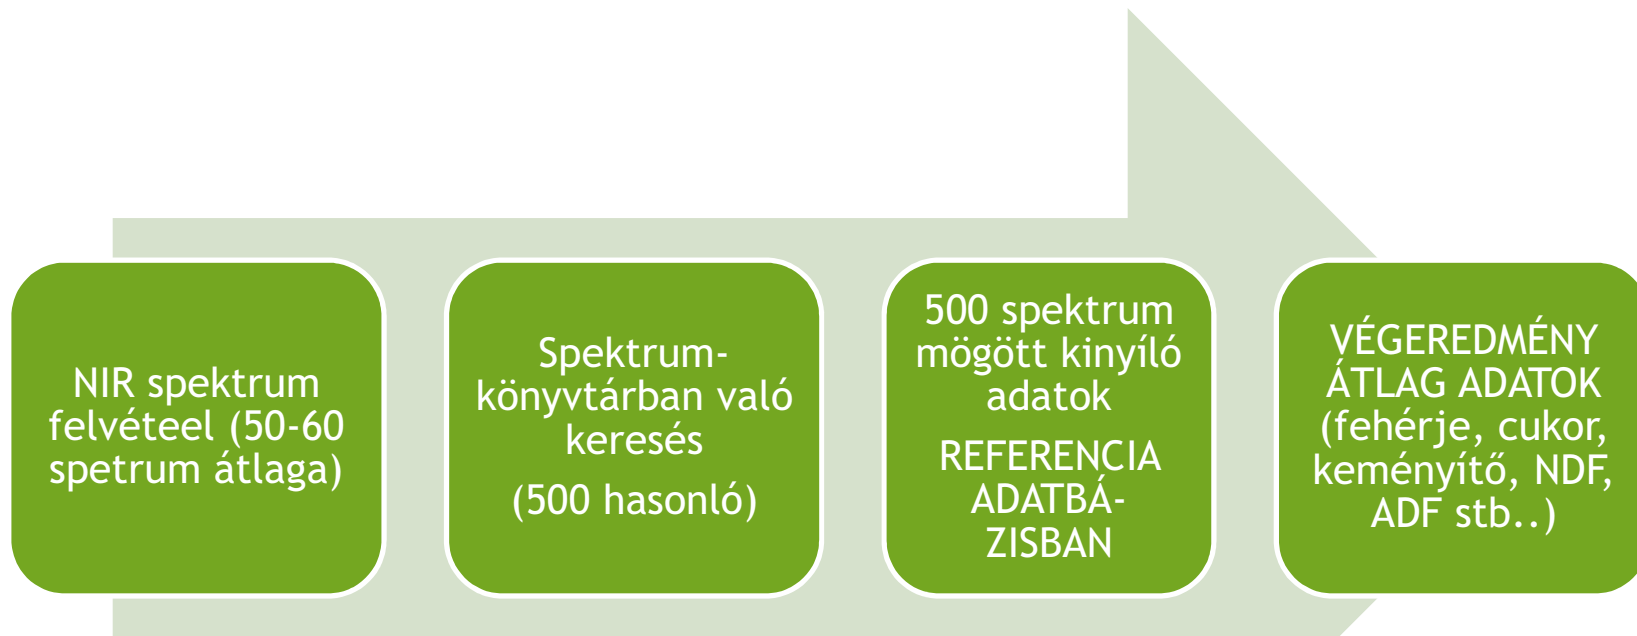 NIR spektrum
felvéteel (50-60
spetrum átlaga)
Spektrum-
könyvtárban való
keresés
(500 hasonló)
500 spektrum
mögött kinyíló
adatok
REFERENCIA
ADATBÁ-
ZISBAN
VÉGEREDMÉNY
ÁTLAG ADATOK
(fehérje, cukor,
keményítő, NDF,
ADF stb..)